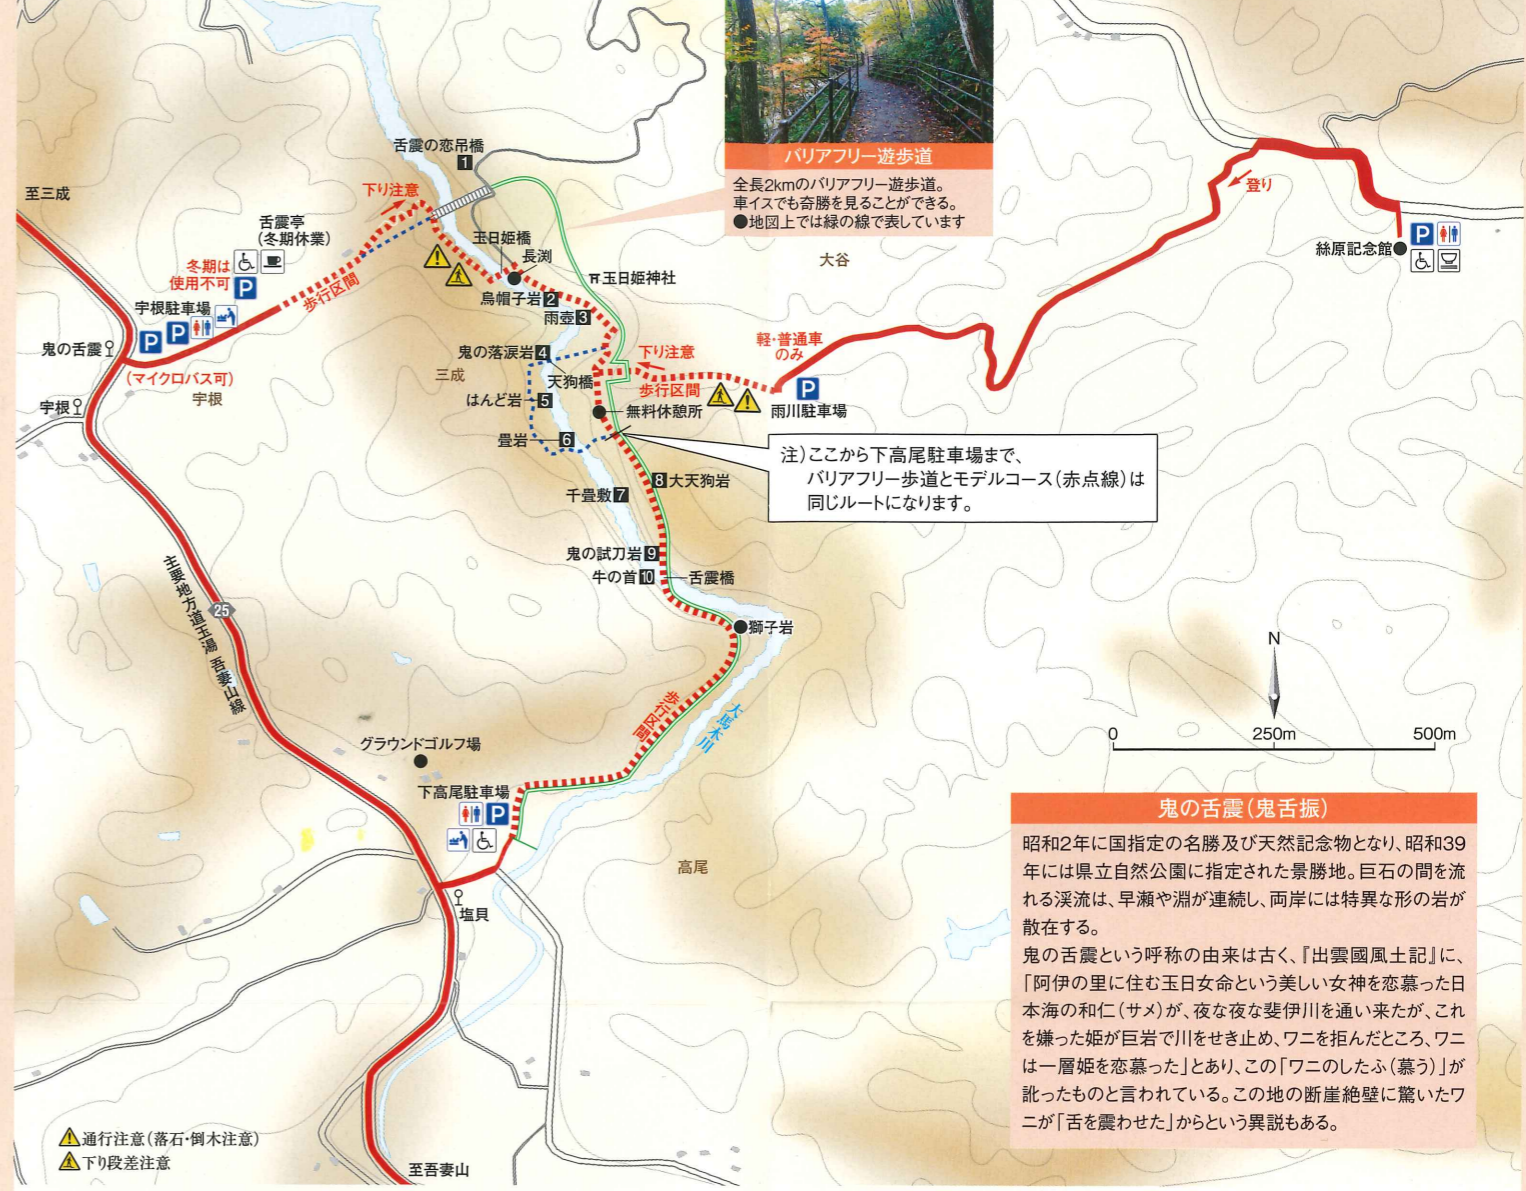 バリアフリー遊歩道
全長2kmのバリアフリー遊歩道。
車イスでも奇勝を見ることができる。
●地図上では緑の線で表しています
舌震の恋吊橋
1
下り注意
至三成
舌震亭
(冬期休業)
冬期は
使用不可
P
歩行区間
宇根駐車場
P
P
(マイクロバス可)
鬼の舌震
宇根
宇根
三成
玉日姫橋
長渕
烏帽子岩2
雨壺3
玉日姫神社
大谷
登り
絲原記念館
P
鬼の落涙岩4
天狗橋
はんど岩5
畳岩6
無料休憩所
下り注意
歩行区間
軽・普通車
のみ
P
雨川駐車場
注)ここから下高尾駐車場まで、
バリアフリー歩道とモデルコース(赤点線)は
同じルートになります。
8大天狗岩
千畳敷7
鬼の試刀岩9
牛の首10
舌震橋
獅子岩
主要地方道玉湯 吾妻山線
25
歩行区間
大馬木川
グラウンドゴルフ場
下高尾駐車場
P
高尾
塩貝
N
0 250m 500m
鬼の舌震(鬼舌振)
昭和2年に国指定の名勝及び天然記念物となり、昭和39
年には県立自然公園に指定された景勝地。巨石の間を流
れる渓流は、早瀬や淵が連続し、両岸には特異な形の岩が
散在する。
鬼の舌震という呼称の由来は古く、『出雲國風土記』に、
「阿伊の里に住む玉日女命という美しい女神を恋慕った日
本海の和仁(サメ)が、夜な夜な斐伊川を通い来たが、これ
を嫌った姫が巨岩で川をせき止め、ワニを拒んだところ、ワニ
は一層姫を恋慕った」とあり、この「ワニのしたふ(慕う)」が
訛ったものと言われている。この地の断崖絶壁に驚いたワ
ニが「舌を震わせた」からという異説もある。
通行注意(落石・倒木注意)
下り段差注意
至吾妻山